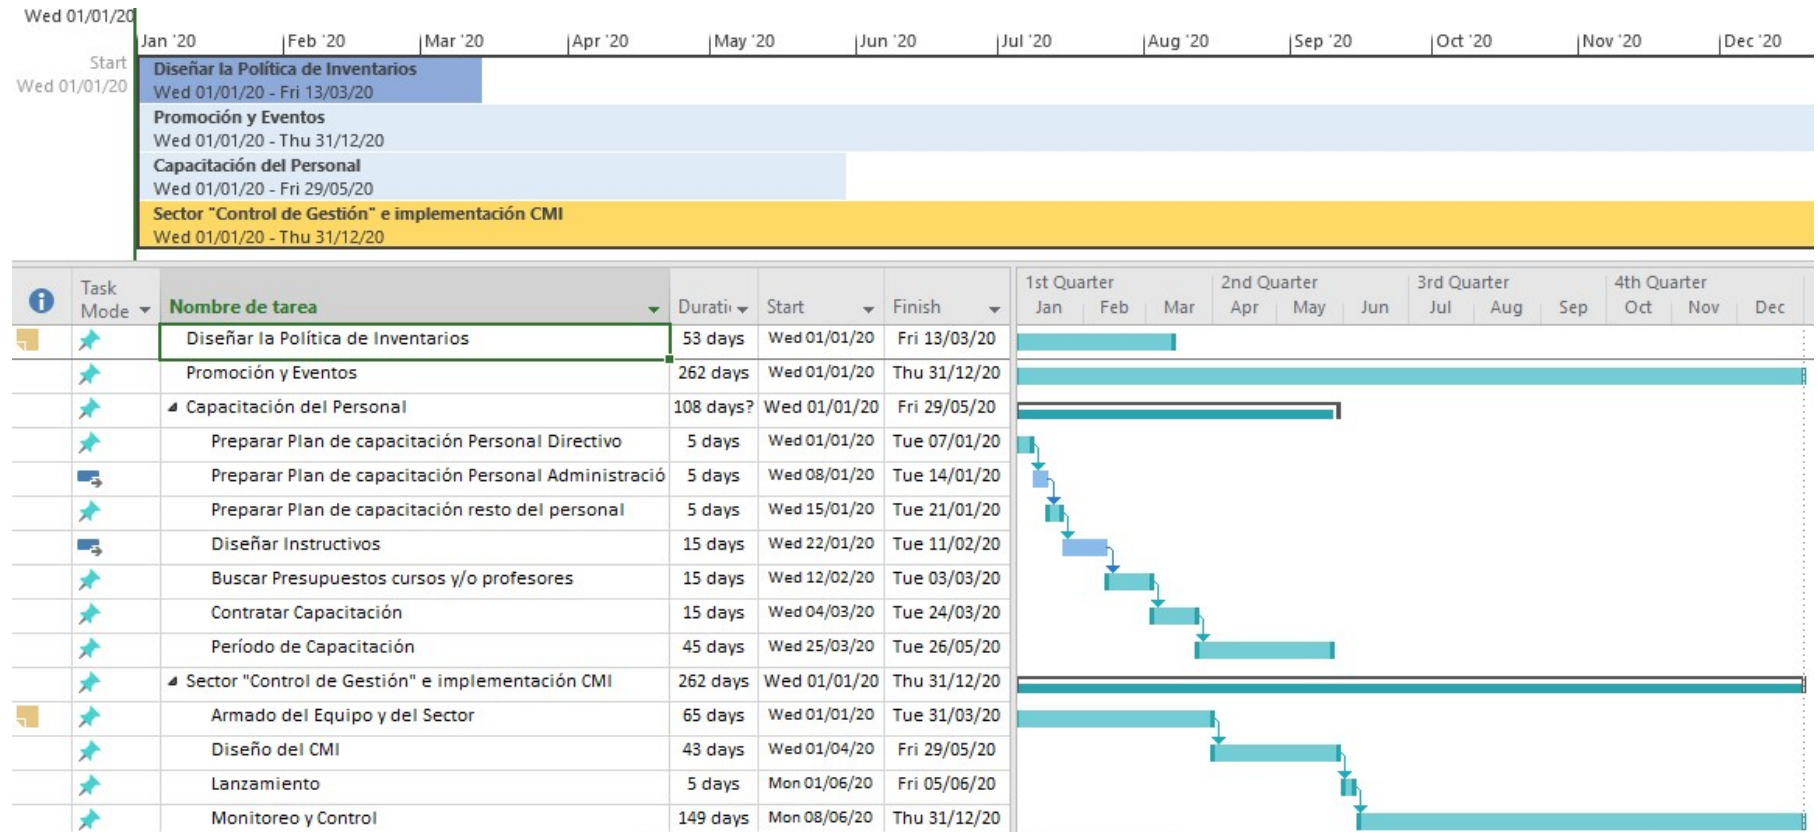 Wed 01/01/20
Jan '20 Feb '20 Mar '20 Apr '20 May '20 Jun '20 Jul '20 Aug '20 Sep '20 Oct '20 Nov '20 Dec '20
Start
Wed 01/01/20
Diseñar la Política de Inventarios
Wed 01/01/20 - Fri 13/03/20
Promoción y Eventos
Wed 01/01/20 - Thu 31/12/20
Capacitación del Personal
Wed 01/01/20 - Fri 29/05/20
Sector "Control de Gestión" e implementación CMI
Wed 01/01/20 - Thu 31/12/20
Task Mode Nombre de tarea Durati Start Finish
1st Quarter 2nd Quarter 3rd Quarter 4th Quarter
Jan Feb Mar Apr May Jun Jul Aug Sep Oct Nov Dec
Diseñar la Política de Inventarios 53 days Wed 01/01/20 Fri 13/03/20
Promoción y Eventos 262 days Wed 01/01/20 Thu 31/12/20
Capacitación del Personal 108 days? Wed 01/01/20 Fri 29/05/20
Preparar Plan de capacitación Personal Directivo 5 days Wed 01/01/20 Tue 07/01/20
Preparar Plan de capacitación Personal Administració 5 days Wed 08/01/20 Tue 14/01/20
Preparar Plan de capacitación resto del personal 5 days Wed 15/01/20 Tue 21/01/20
Diseñar Instructivos 15 days Wed 22/01/20 Tue 11/02/20
Buscar Presupuestos cursos y/o profesores 15 days Wed 12/02/20 Tue 03/03/20
Contratar Capacitación 15 days Wed 04/03/20 Tue 24/03/20
Período de Capacitación 45 days Wed 25/03/20 Tue 26/05/20
Sector "Control de Gestión" e implementación CMI 262 days Wed 01/01/20 Thu 31/12/20
Armado del Equipo y del Sector 65 days Wed 01/01/20 Tue 31/03/20
Diseño del CMI 43 days Wed 01/04/20 Fri 29/05/20
Lanzamiento 5 days Mon 01/06/20 Fri 05/06/20
Monitoreo y Control 149 days Mon 08/06/20 Thu 31/12/20